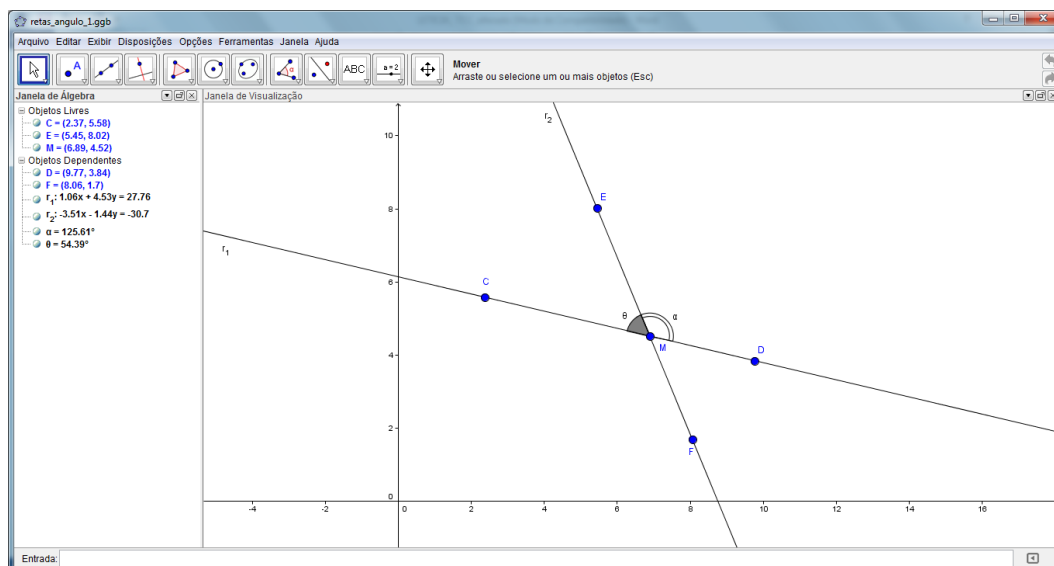 retas_angulo_1.ggb
Arquivo Editar Exibir Disposições Opções Ferramentas Janela Ajuda
A
α
ABC
a=2
Mover
Arraste ou selecione um ou mais objetos (Esc)
Janela de Álgebra
Janela de Visualização
Objetos Livres
C = (2.37, 5.58)
E = (5.45, 8.02)
M = (6.89, 4.52)
Objetos Dependentes
D = (9.77, 3.84)
F = (8.06, 1.7)
r₁: 1.06x + 4.53y = 27.76
r₂: -3.51x - 1.44y = -30.7
α = 125.61°
θ = 54.39°
r₂
10
E
8
r₁
C
6
θ
α
M
D
4
2
F
0
-4 -2 0 2 4 6 8 10 12 14 16
Entrada: